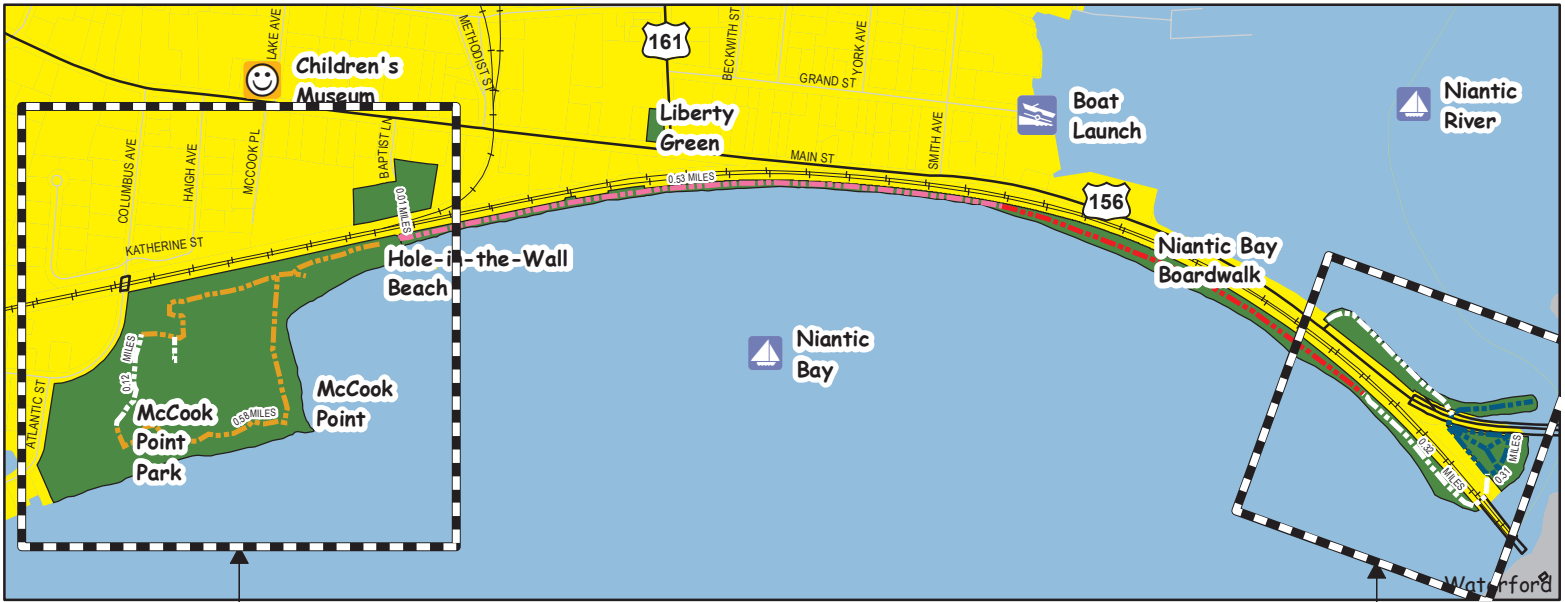 LAKE AVE
METHODIST ST
161
BECKWITH ST
YORK AVE
GRAND ST
Children's
Museum
Liberty
Green
Boat
Launch
Niantic
River
COLUMBUS AVE
HAIGH AVE
MCCOOK PL
BAPTIST LN
MAIN ST
SMITH AVE
0.53 MILES
0.01 MILES
156
KATHERINE ST
Hole-in-the-Wall
Beach
Niantic Bay
Boardwalk
Niantic
Bay
0.12 MILES
ATLANTIC ST
McCook
Point
Park
0.58 MILES
McCook
Point
0.32 MILES
0.31 MILES
Waterford